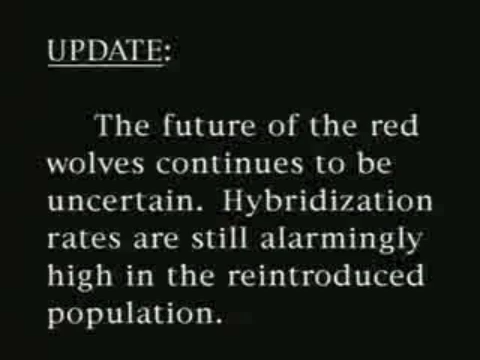 UPDATE:
The future of the red
wolves continues to be
uncertain. Hybridization
rates are still alarmingly
high in the reintroduced
population.